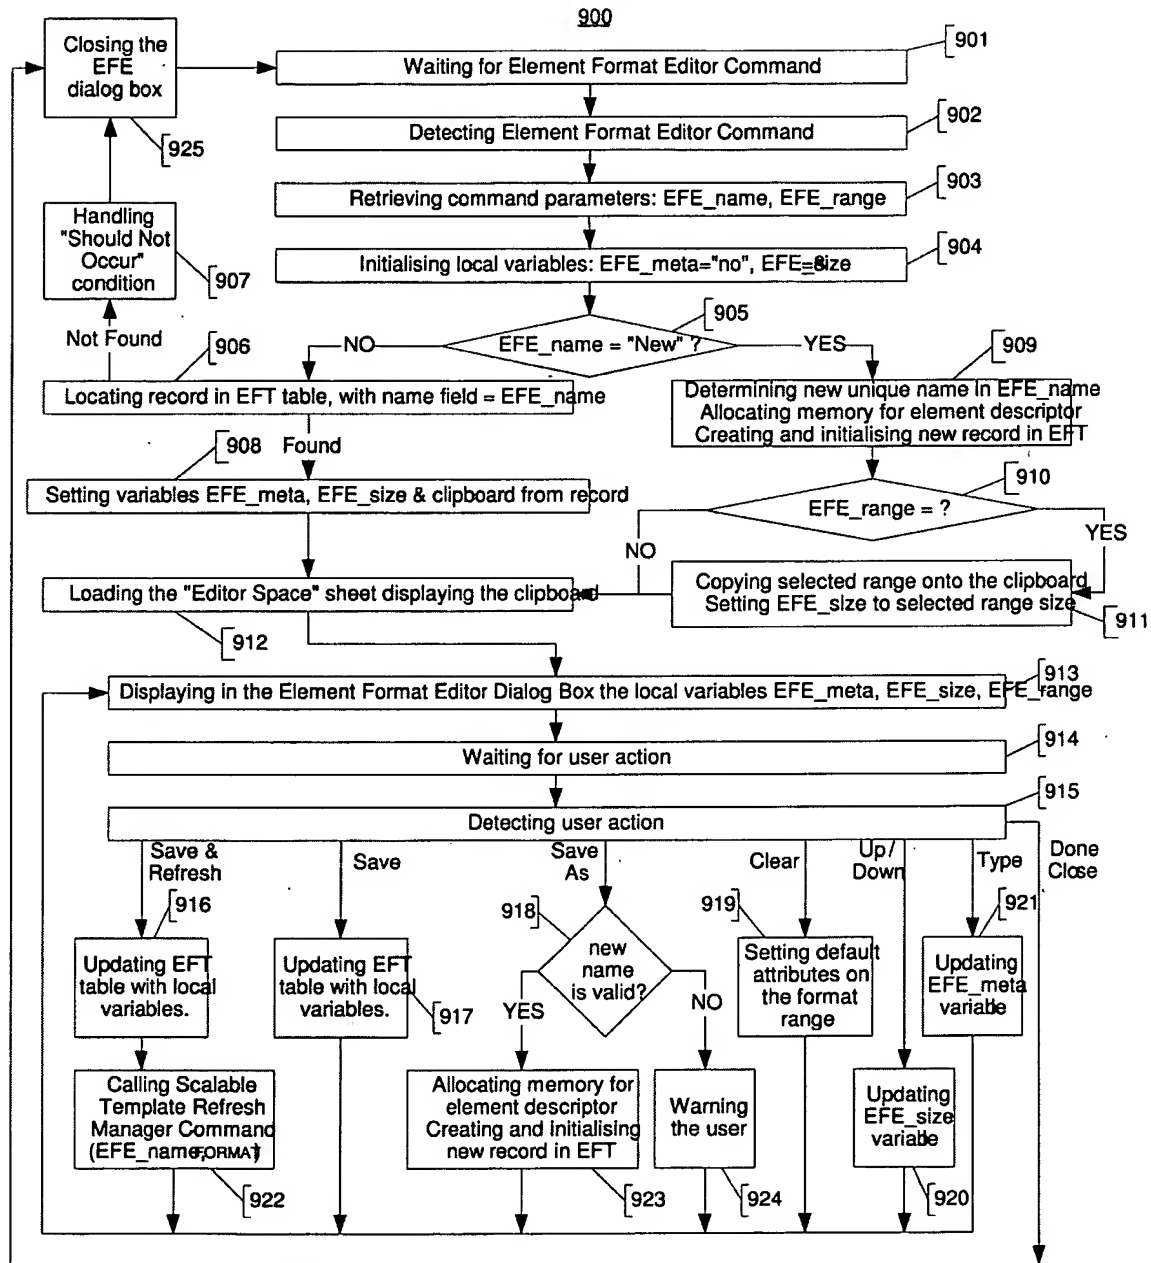 900
Closing the
EFE
dialog box
925
Waiting for Element Format Editor Command
901
Detecting Element Format Editor Command
902
Retrieving command parameters: EFE_name, EFE_range
903
Handling
"Should Not
Occur"
condition
907
Initialising local variables: EFE_meta="no", EFE_size
904
EFE_name = "New" ?
905
NO
YES
Not Found
906
Locating record in EFT table, with name field = EFE_name
909
Determining new unique name in EFE_name
Allocating memory for element descriptor
Creating and initialising new record in EFT
908
Found
Setting variables EFE_meta, EFE_size & clipboard from record
910
EFE_range = ?
NO
YES
Loading the "Editor Space" sheet displaying the clipboard
912
Copying selected range onto the clipboard
Setting EFE_size to selected range size
911
Displaying in the Element Format Editor Dialog Box the local variables EFE_meta, EFE_size, EFE_range
913
Waiting for user action
914
Detecting user action
915
Save &
Refresh
Save
Save
As
Clear
Up /
Down
Type
Done
Close
916
Updating EFT
table with local
variables.
Updating EFT
table with local
variables.
917
918
new
name
is valid?
YES
NO
919
Setting default
attributes on
the format
range
921
Updating
EFE_meta
variable
Calling Scalable
Template Refresh
Manager Command
(EFE_name,FORMAT)
922
Allocating memory for
element descriptor
Creating and initialising
new record in EFT
923
Warning
the user
924
Updating
EFE_size
variable
920